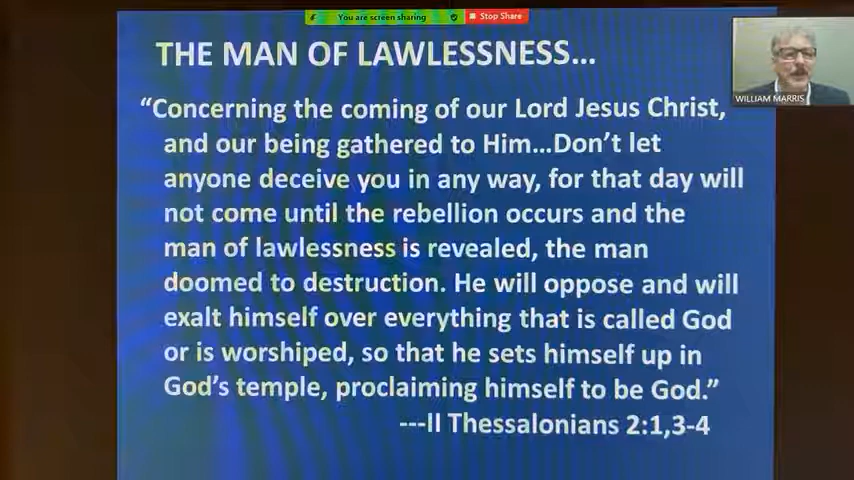 You are screen sharing
Stop Share
THE MAN OF LAWLESSNESS...
WILLIAM MARRIS
“Concerning the coming of our Lord Jesus Christ,
and our being gathered to Him...Don’t let
anyone deceive you in any way, for that day will
not come until the rebellion occurs and the
man of lawlessness is revealed, the man
doomed to destruction. He will oppose and will
exalt himself over everything that is called God
or is worshiped, so that he sets himself up in
God’s temple, proclaiming himself to be God.”
---II Thessalonians 2:1,3-4